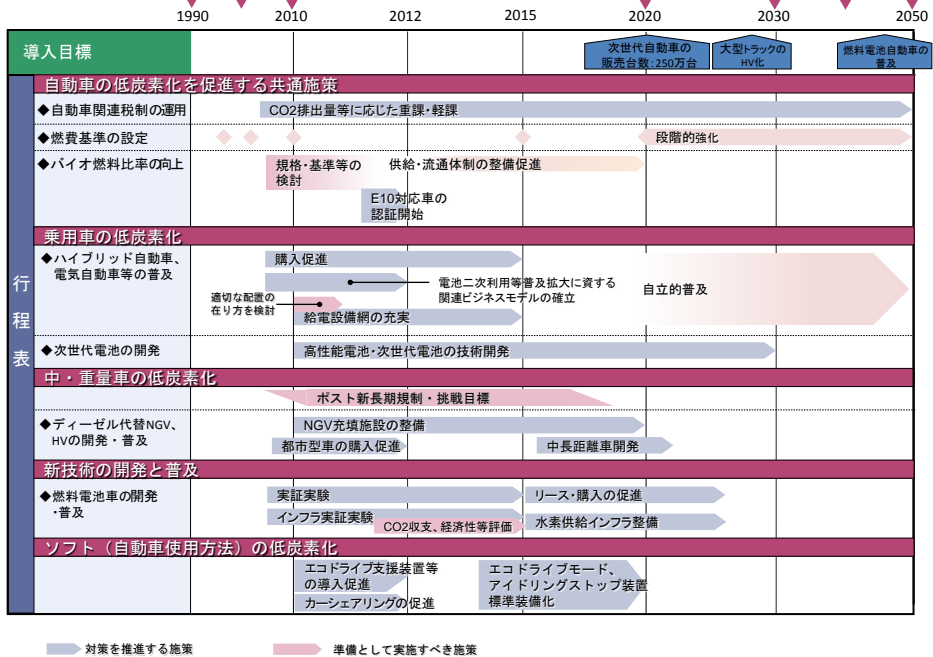 1990 2010 2012 2015 2020 2030 2050
導入目標
次世代自動車の
販売台数:250万台
大型トラックの
HV化
燃料電池自動車の
普及
行程表
自動車の低炭素化を促進する共通施策
◆自動車関連税制の運用
CO2排出量等に応じた重課・軽課
◆燃費基準の設定
段階的強化
◆バイオ燃料比率の向上
規格・基準等の
検討
供給・流通体制の整備促進
E10対応車の
認証開始
乗用車の低炭素化
◆ハイブリッド自動車、
電気自動車等の普及
購入促進
電池二次利用等普及拡大に資する
関連ビジネスモデルの確立
適切な配置の
在り方を検討
給電設備網の充実
自立的普及
◆次世代電池の開発
高性能電池・次世代電池の技術開発
中・重量車の低炭素化
ポスト新長期規制・挑戦目標
◆ディーゼル代替NGV、
HVの開発・普及
NGV充填施設の整備
都市型車の購入促進
中長距離車開発
新技術の開発と普及
◆燃料電池車の開発
・普及
実証実験
リース・購入の促進
インフラ実証実験
CO2収支、経済性等評価
水素供給インフラ整備
ソフト（自動車使用方法）の低炭素化
エコドライブ支援装置等
の導入促進
カーシェアリングの促進
エコドライブモード、
アイドリングストップ装置
標準装備化
対策を推進する施策
準備として実施すべき施策